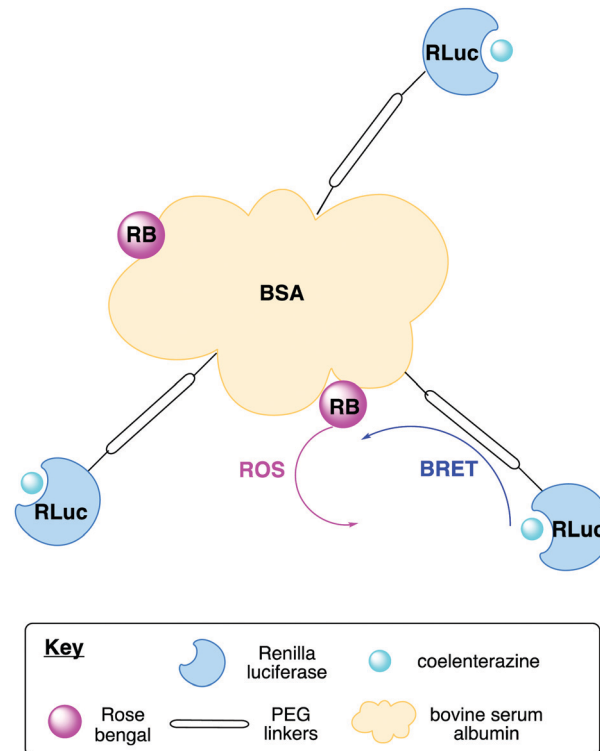 RLuc
RB
BSA
RB
ROS
BRET
RLuc
RLuc
Key
Renilla
luciferase
coelenterazine
Rose
bengal
PEG
linkers
bovine serum
albumin